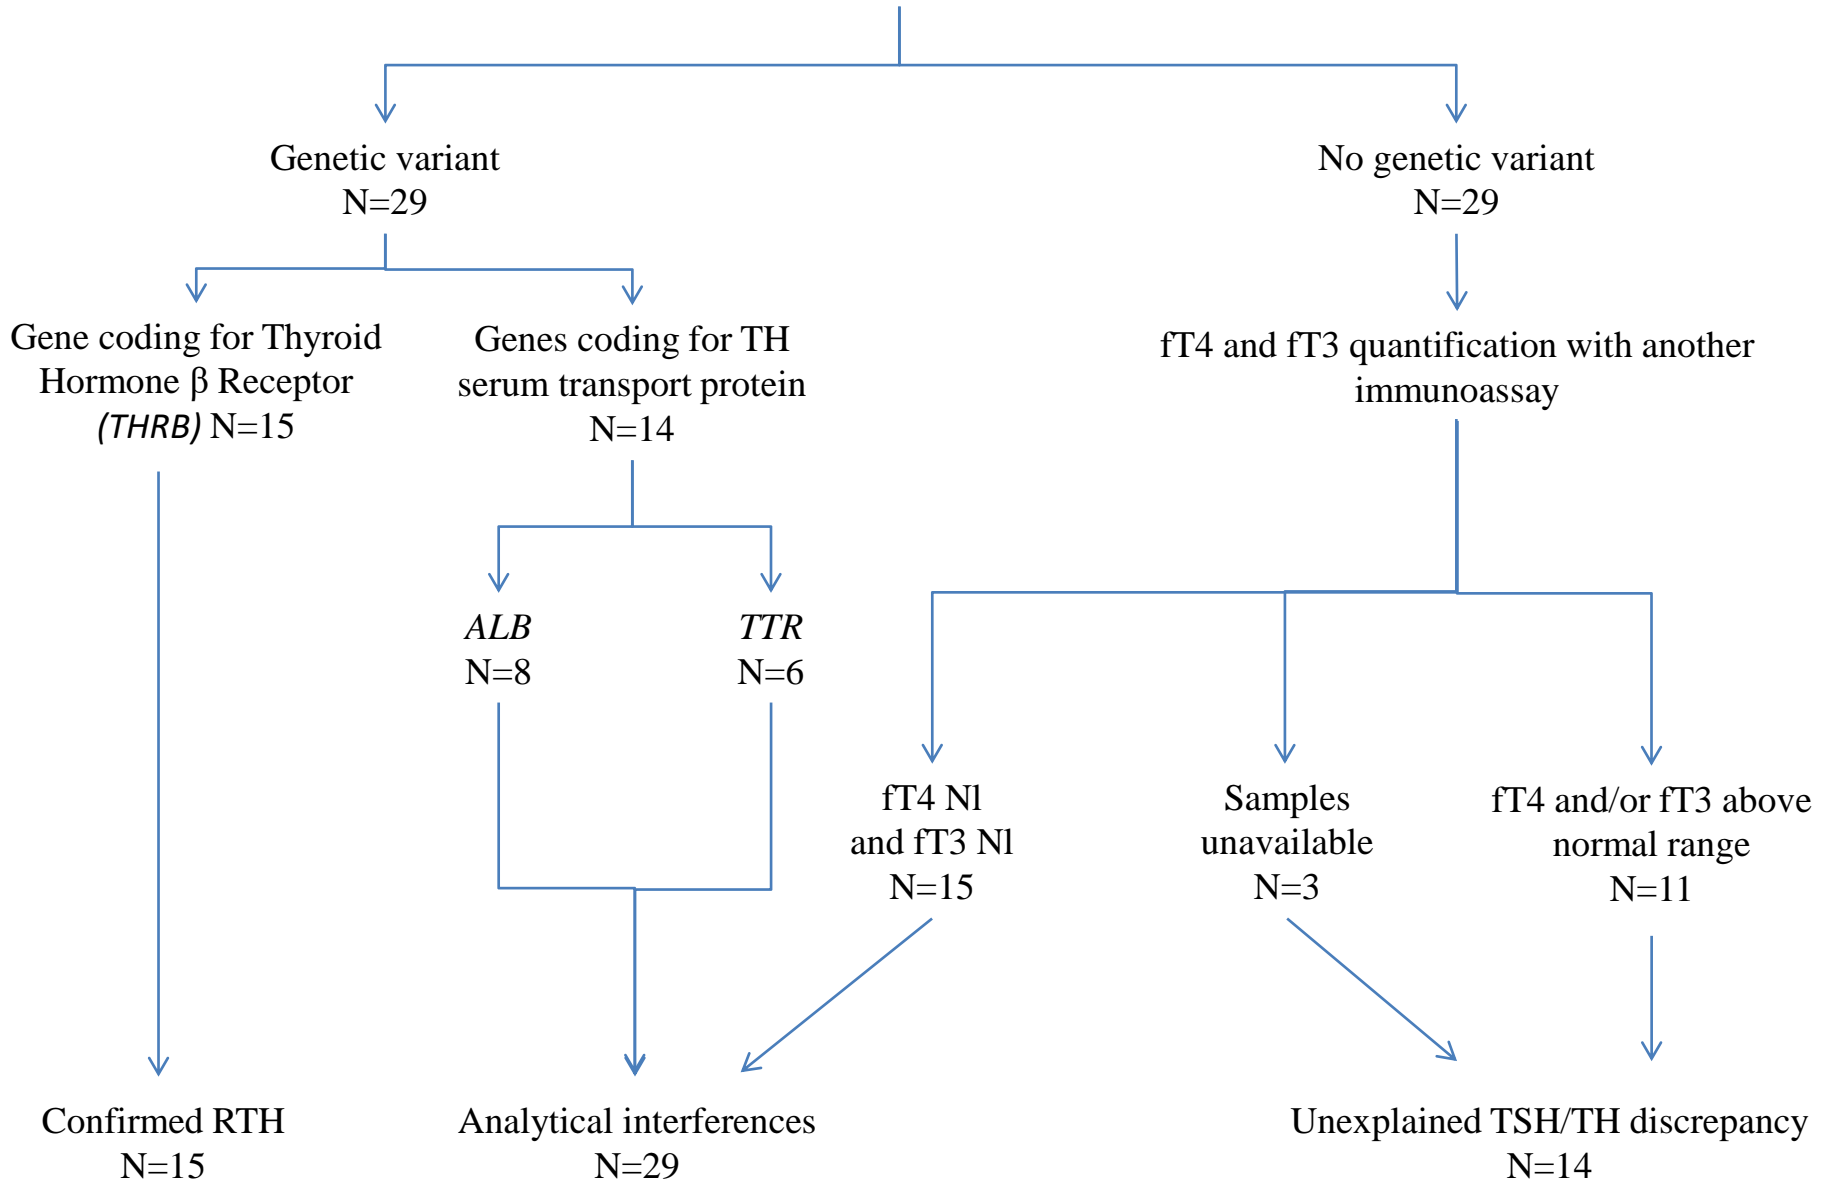 Genetic variant
N=29
No genetic variant
N=29
Gene coding for Thyroid
Hormone β Receptor
(THRB) N=15
Genes coding for TH
serum transport protein
N=14
fT4 and fT3 quantification with another
immunoassay
ALB
N=8
TTR
N=6
fT4 Nl
and fT3 Nl
N=15
Samples
unavailable
N=3
fT4 and/or fT3 above
normal range
N=11
Confirmed RTH
N=15
Analytical interferences
N=29
Unexplained TSH/TH discrepancy
N=14